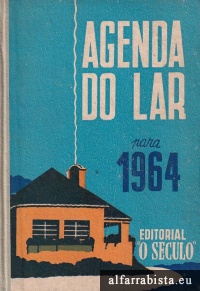 AGENDA
DO LAR
para
1964
EDITORIAL
"O SÉCULO"
alfarrabista.eu